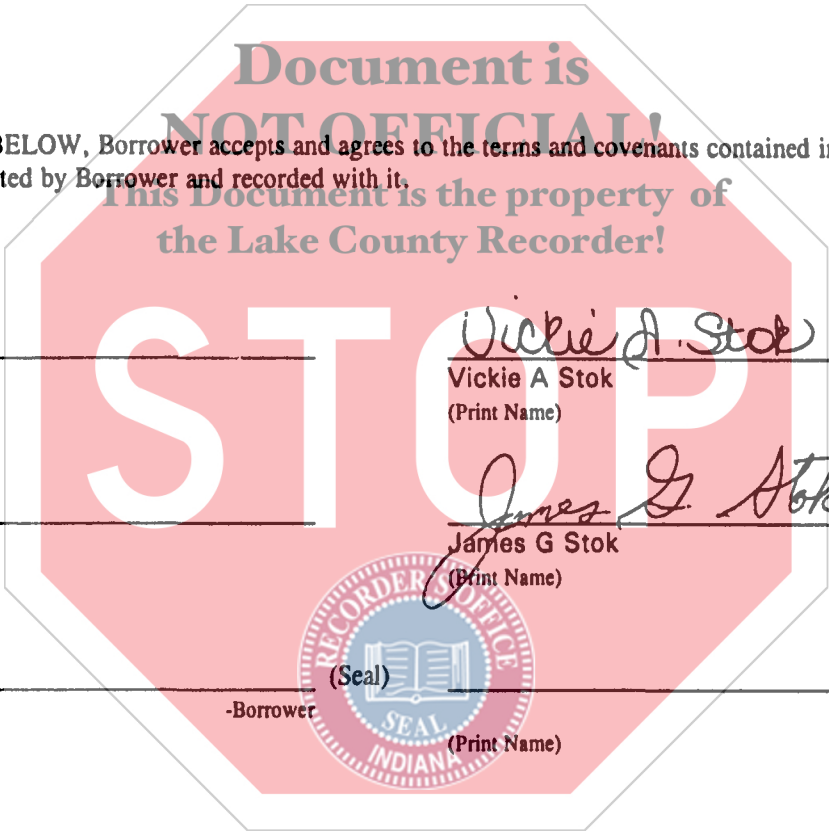 Document is
NOT OFFICIAL!
BELOW, Borrower accepts and agrees to the terms and covenants contained in
ted by Borrower and recorded with it.
This Document is the property of
the Lake County Recorder!
STOP
Vickie A. Stok
Vickie A Stok
(Print Name)
James G. Stok
James G Stok
(Print Name)
RECORDER'S OFFICE
(Seal)
-Borrower
SEAL
INDIANA
(Print Name)